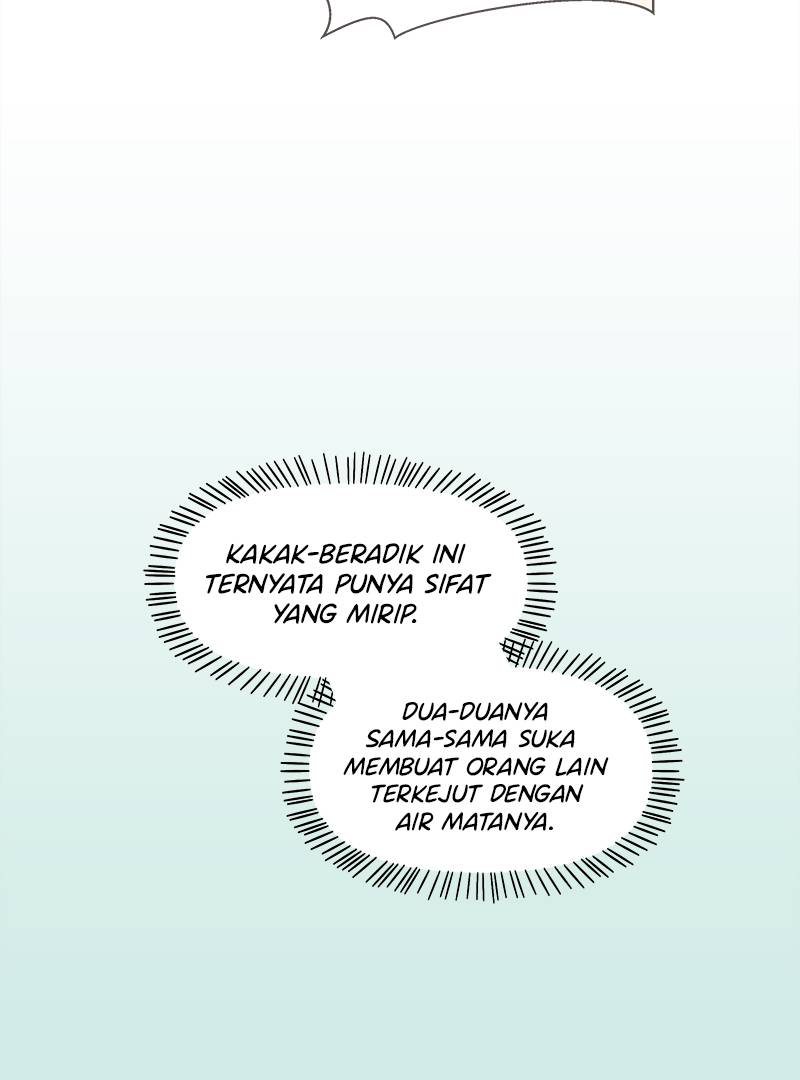 KAKAK-BERADIK INI
TERNYATA PUNYA SIFAT
YANG MIRIP.
DUA-DUANYA
SAMA-SAMA SUKA
MEMBUAT ORANG LAIN
TERKEJUT DENGAN
AIR MATANYA.